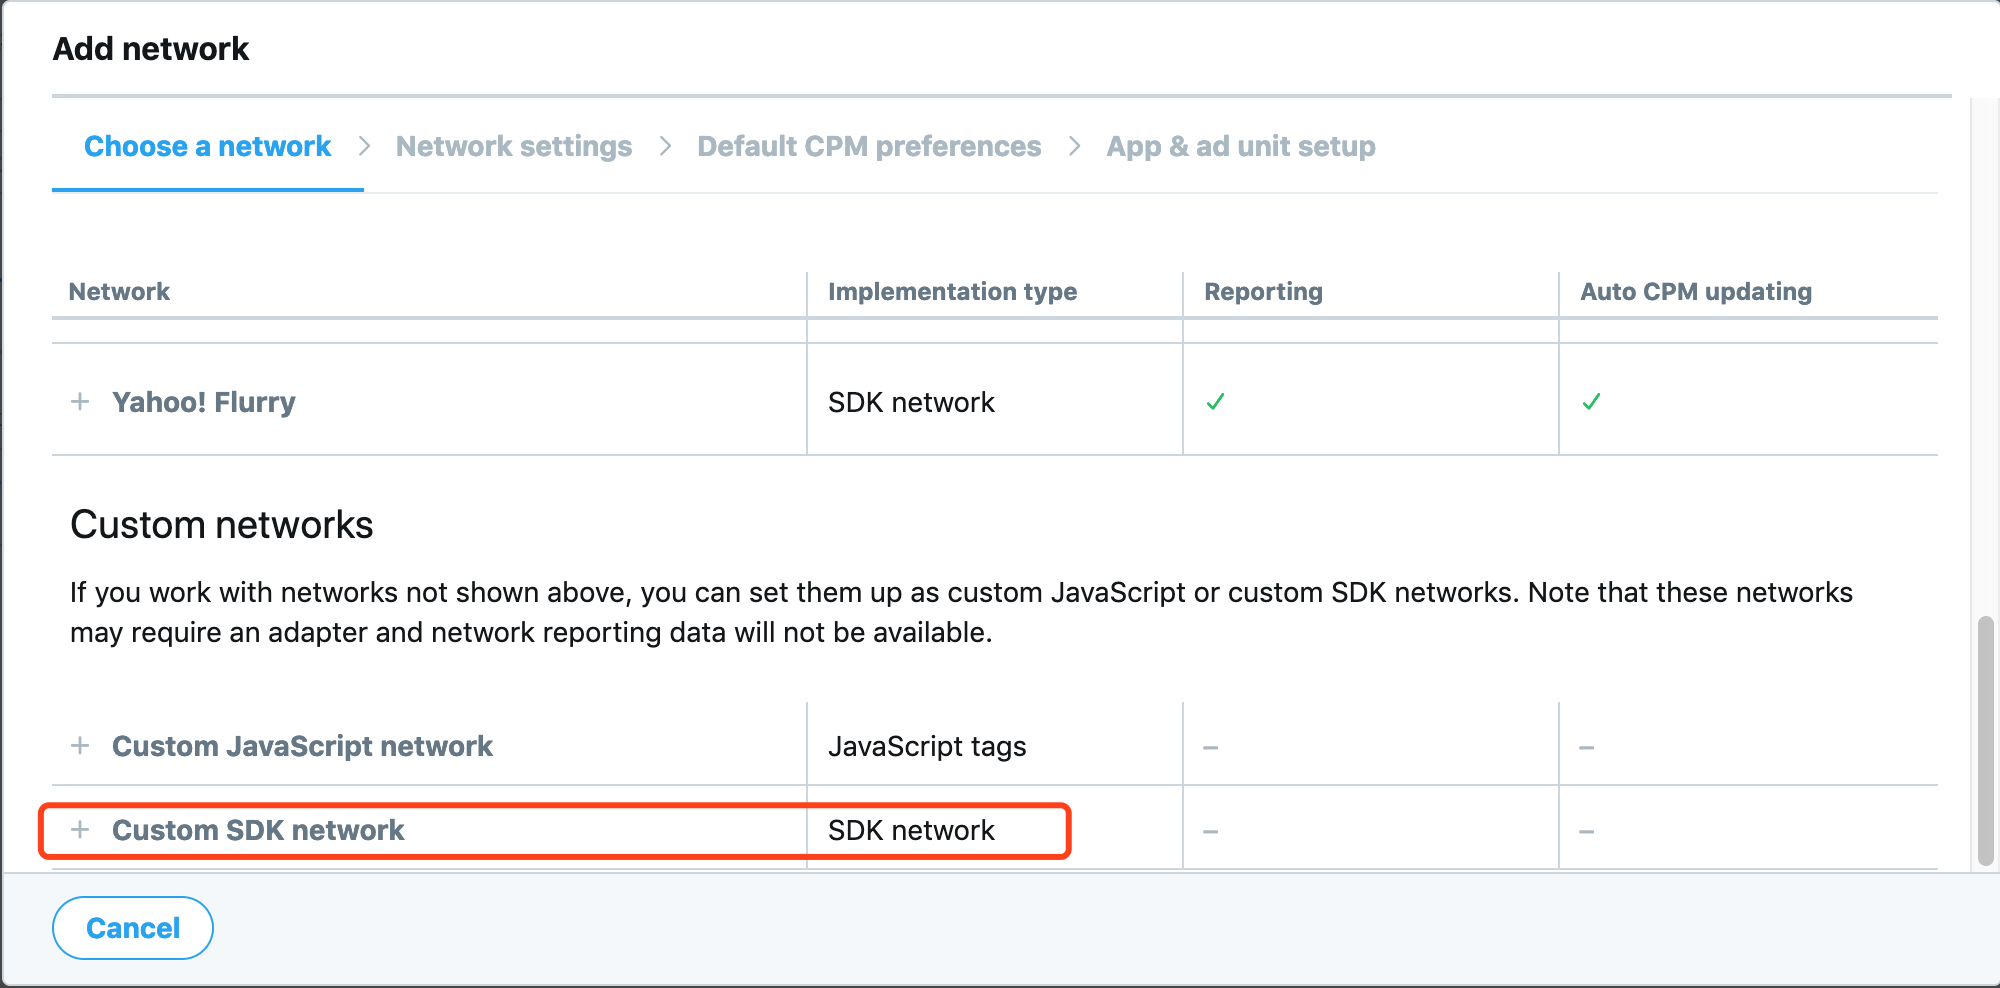 Add network
Choose a network > Network settings > Default CPM preferences > App & ad unit setup
Network Implementation type Reporting Auto CPM updating
+ Yahoo! Flurry SDK network ✓ ✓
Custom networks
If you work with networks not shown above, you can set them up as custom JavaScript or custom SDK networks. Note that these networks
may require an adapter and network reporting data will not be available.
+ Custom JavaScript network JavaScript tags – –
+ Custom SDK network SDK network – –
Cancel